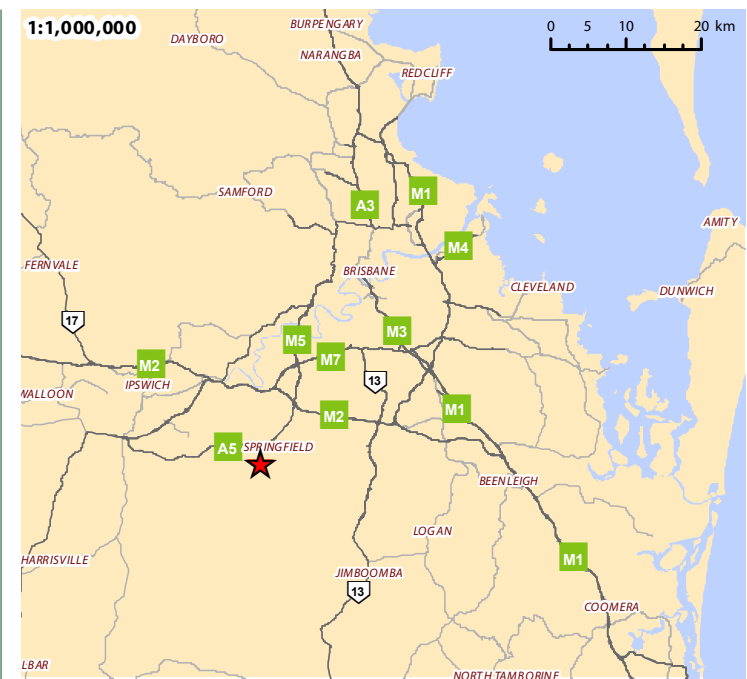 1:1,000,000
BURPENGARY
0 5 10 20 km
DAYBORO
NARANGBA
REDCLIFF
SAMFORD
M1
A3
AMITY
M4
FERNVALE
BRISBANE
CLEVELAND
DUNWICH
17
M3
M5
M7
M2
13
IPSWICH
WALLOON
M1
M2
A5
SPRINGFIELD
BEENLEIGH
LOGAN
HARRISVILLE
M1
JIMBOOMBA
13
COOMERA
LBAR
NORTH TAMBORINE